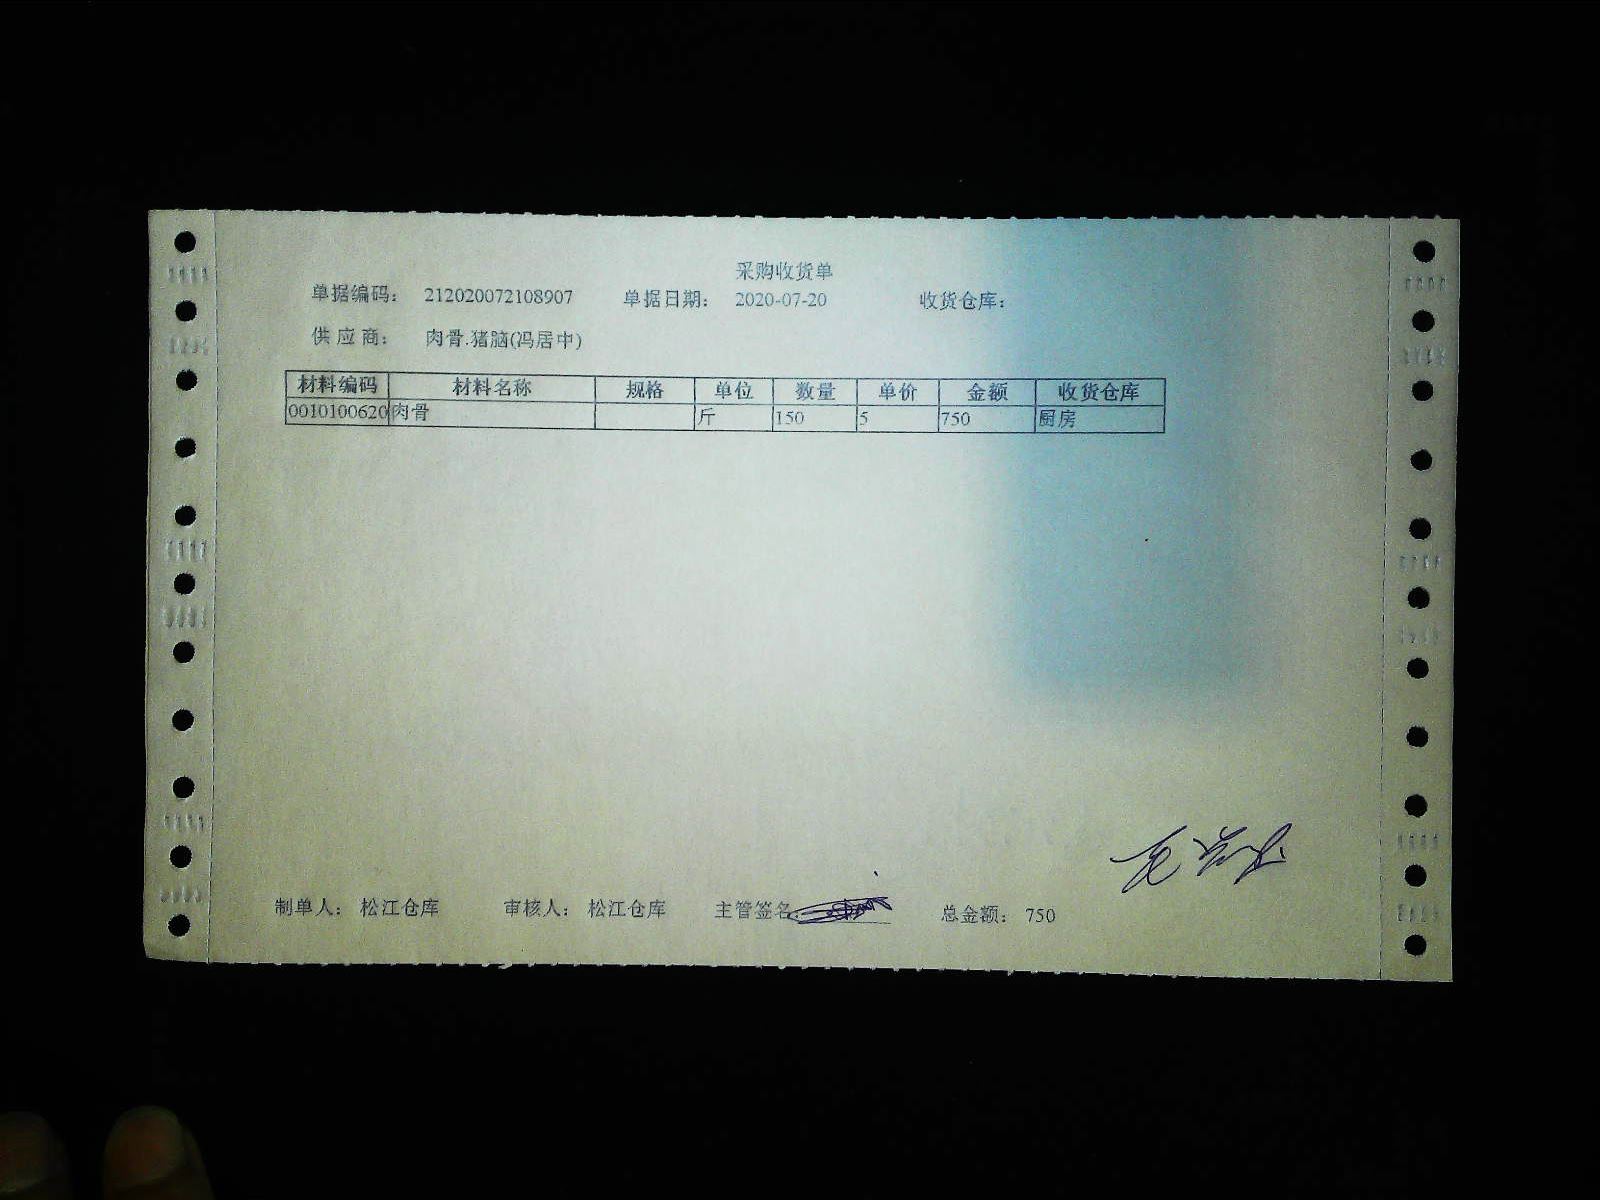 采购收货单
单据编码： 212020072108907 单据日期： 2020-07-20 收货仓库：
供应商： 肉骨.猪脑(冯居中)
材料编码 材料名称 规格 单位 数量 单价 金额 收货仓库
0010100620 肉骨 斤 150 5 750 厨房
制单人： 松江仓库 审核人： 松江仓库 主管签名： 总金额： 750